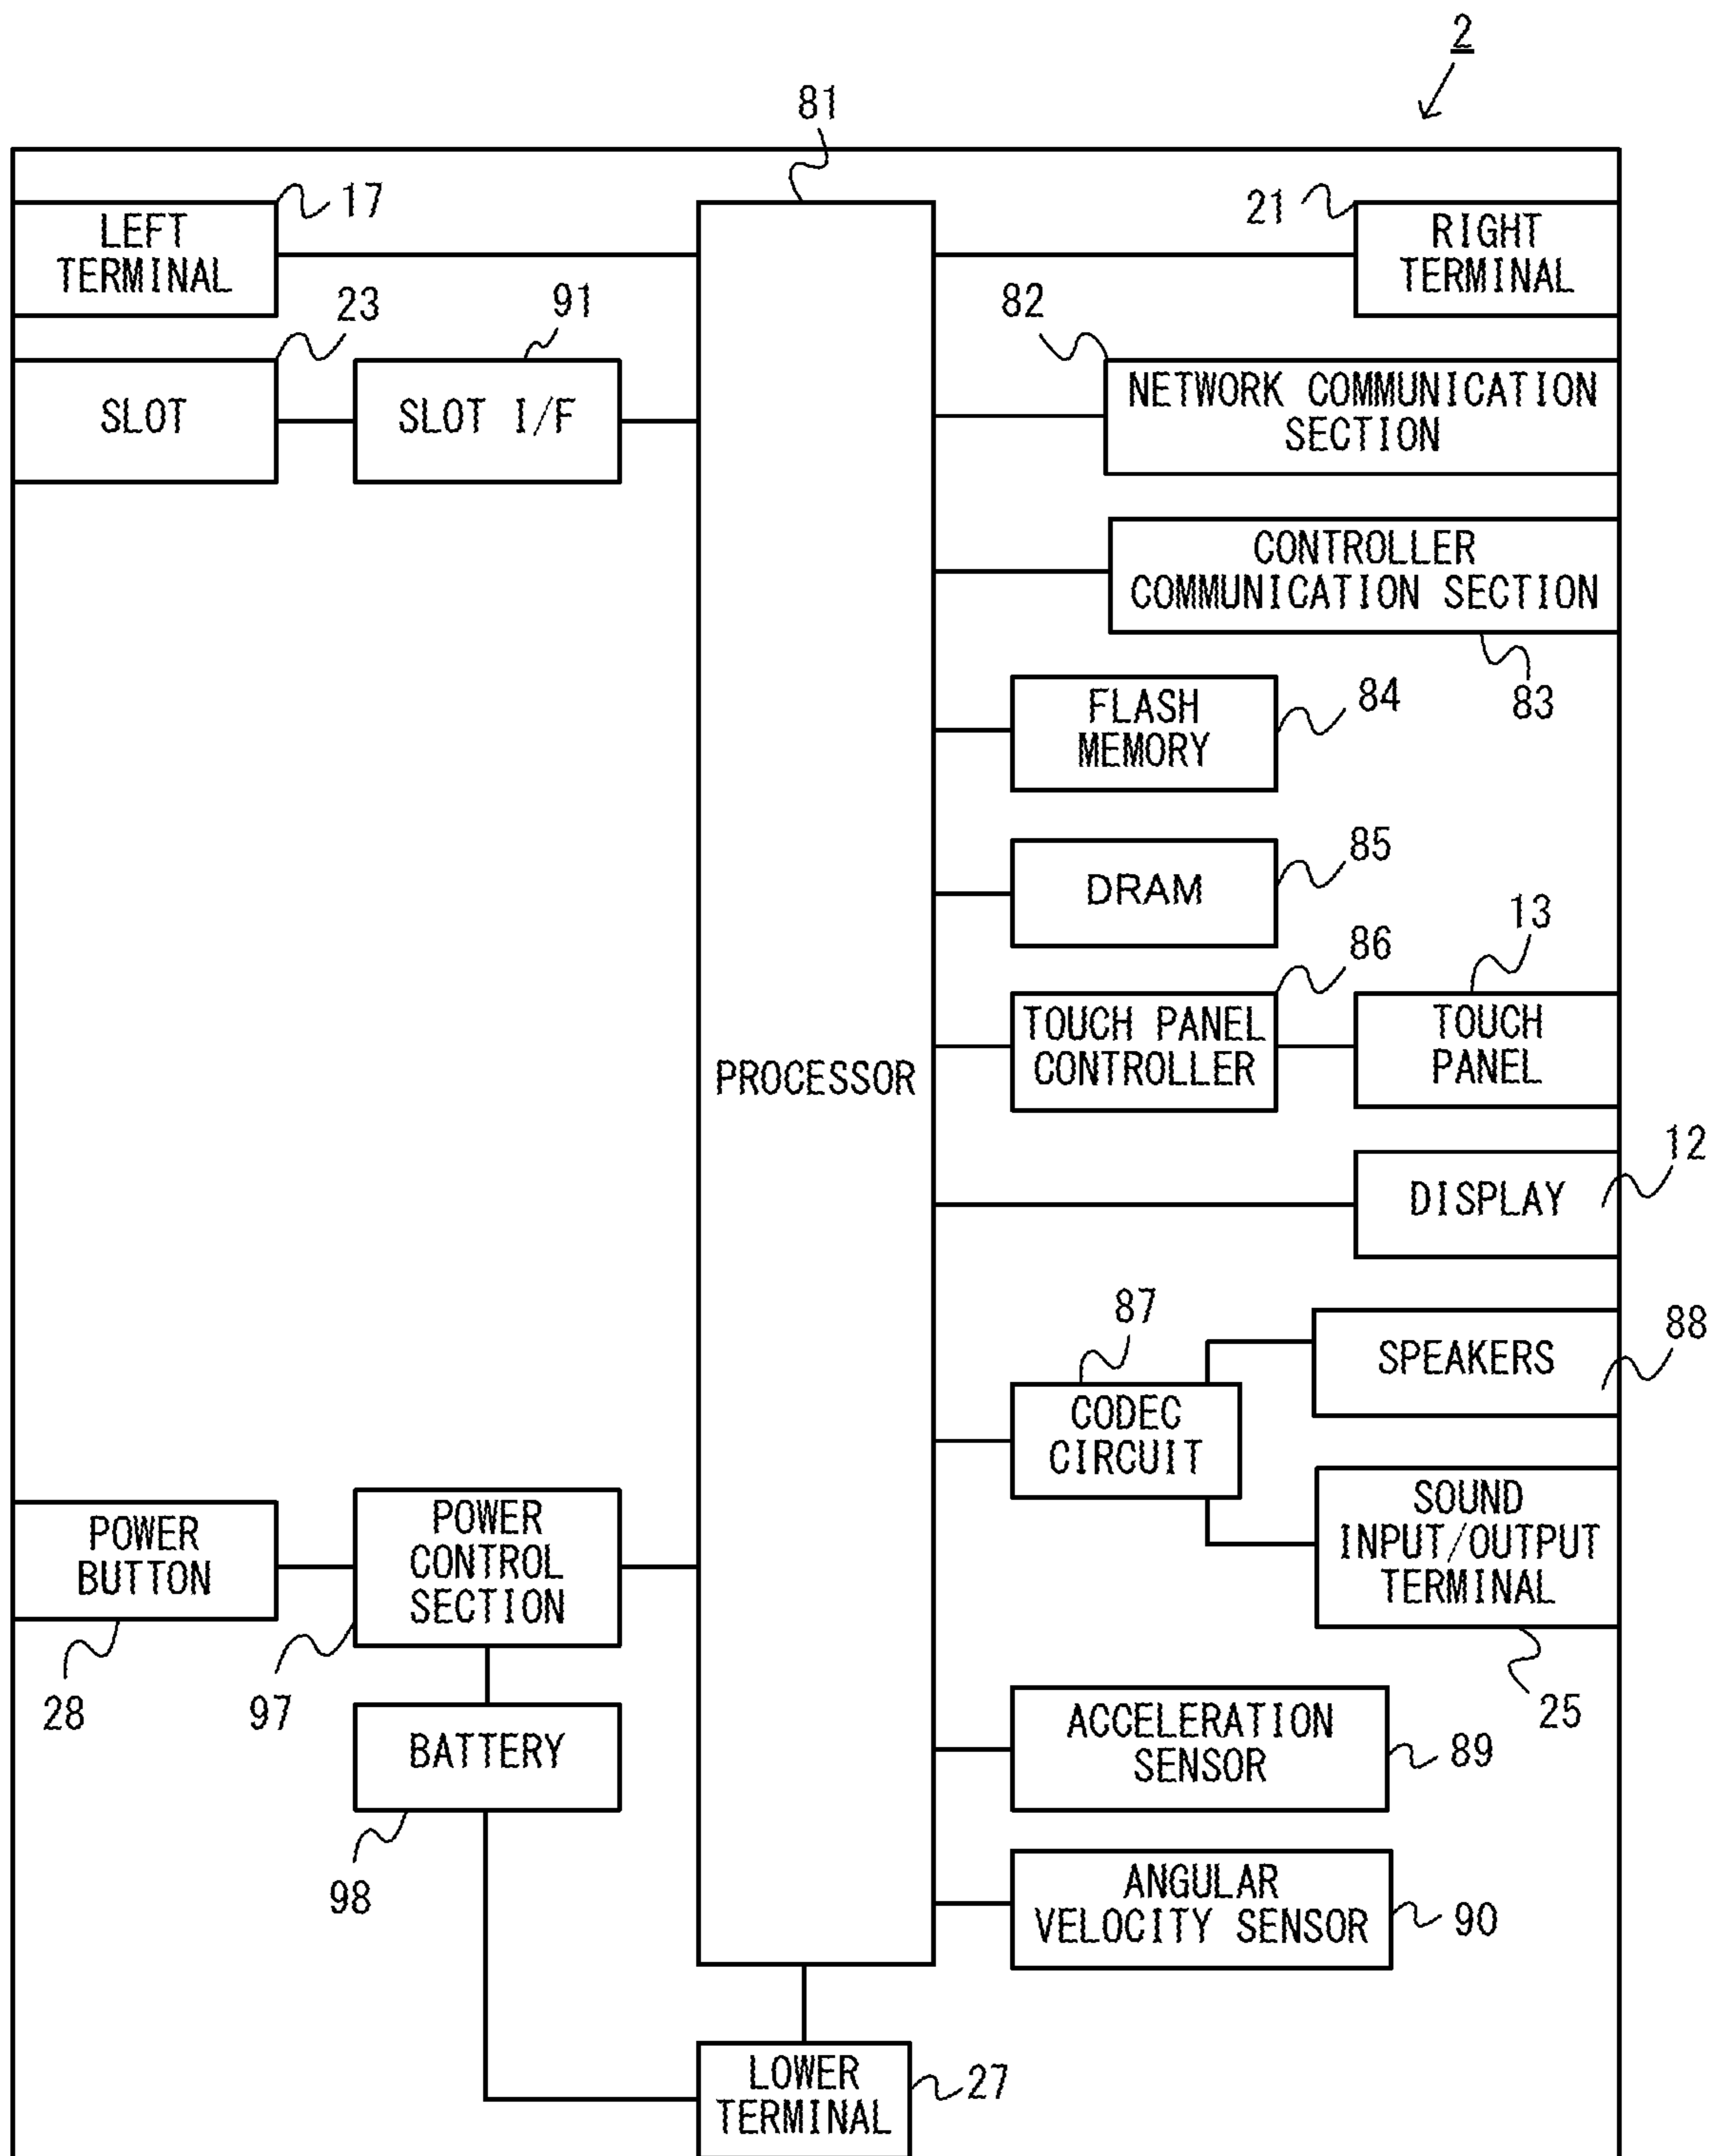 2
81
17
LEFT
TERMINAL
21
RIGHT
TERMINAL
23
SLOT
91
SLOT I/F
82
NETWORK COMMUNICATION
SECTION
CONTROLLER
COMMUNICATION SECTION
83
FLASH
MEMORY
84
DRAM
85
86
TOUCH PANEL
CONTROLLER
13
TOUCH
PANEL
PROCESSOR
DISPLAY
12
87
CODEC
CIRCUIT
SPEAKERS
88
SOUND
INPUT/OUTPUT
TERMINAL
25
POWER
BUTTON
28
POWER
CONTROL
SECTION
97
BATTERY
98
ACCELERATION
SENSOR
89
ANGULAR
VELOCITY SENSOR
90
LOWER
TERMINAL
27